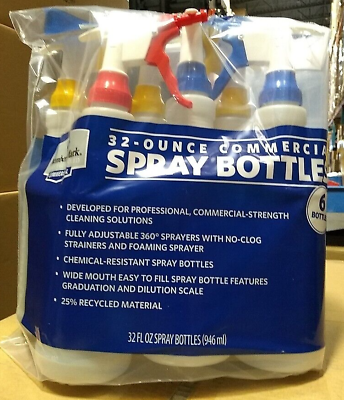 32-OUNCE COMMERCIA
SPRAY BOTTLE
6
BOTTL
• DEVELOPED FOR PROFESSIONAL, COMMERCIAL-STRENGTH
CLEANING SOLUTIONS
• FULLY ADJUSTABLE 360° SPRAYERS WITH NO-CLOG
STRAINERS AND FOAMING SPRAYER
• CHEMICAL-RESISTANT SPRAY BOTTLES
• WIDE MOUTH EASY TO FILL SPRAY BOTTLE FEATURES
GRADUATION AND DILUTION SCALE
• 25% RECYCLED MATERIAL
32 FL OZ SPRAY BOTTLES (946 ml)